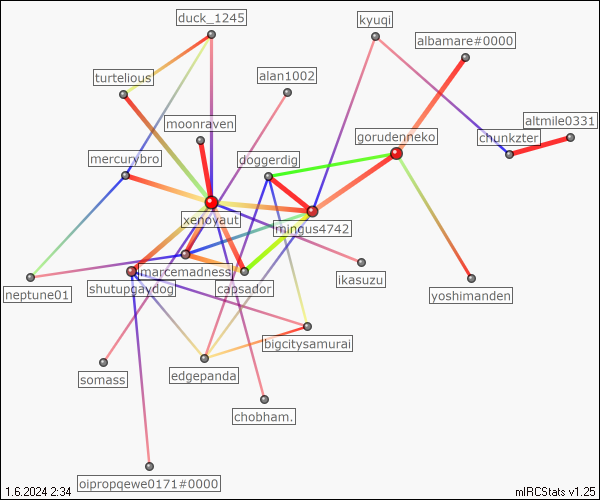 duck_1245
kyuqi
albamare#0000
turtelious
alan1002
moonraven
gorudenneko
altmile0331
chunkzter
mercurybro
doggerdig
xenoyaut
mingus4742
marcemadness
ikasuzu
neptune01
shutupgaydog
capsador
yoshimanden
bigcitysamurai
edgepanda
somass
chobham.
oipropqewe0171#0000
1.6.2024 2:34
mIRCStats v1.25